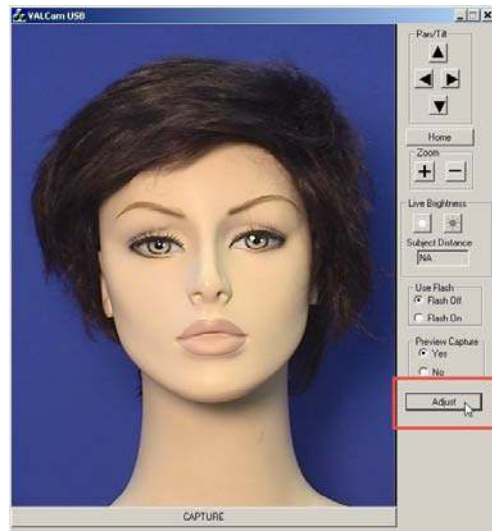 VALCam USB
Pan/Tilt
Home
Zoom
Live Brightness
Subject Distance
NA
Use Flash
Flash Off
Flash On
Preview Capture
Yes
No
Adjust
CAPTURE